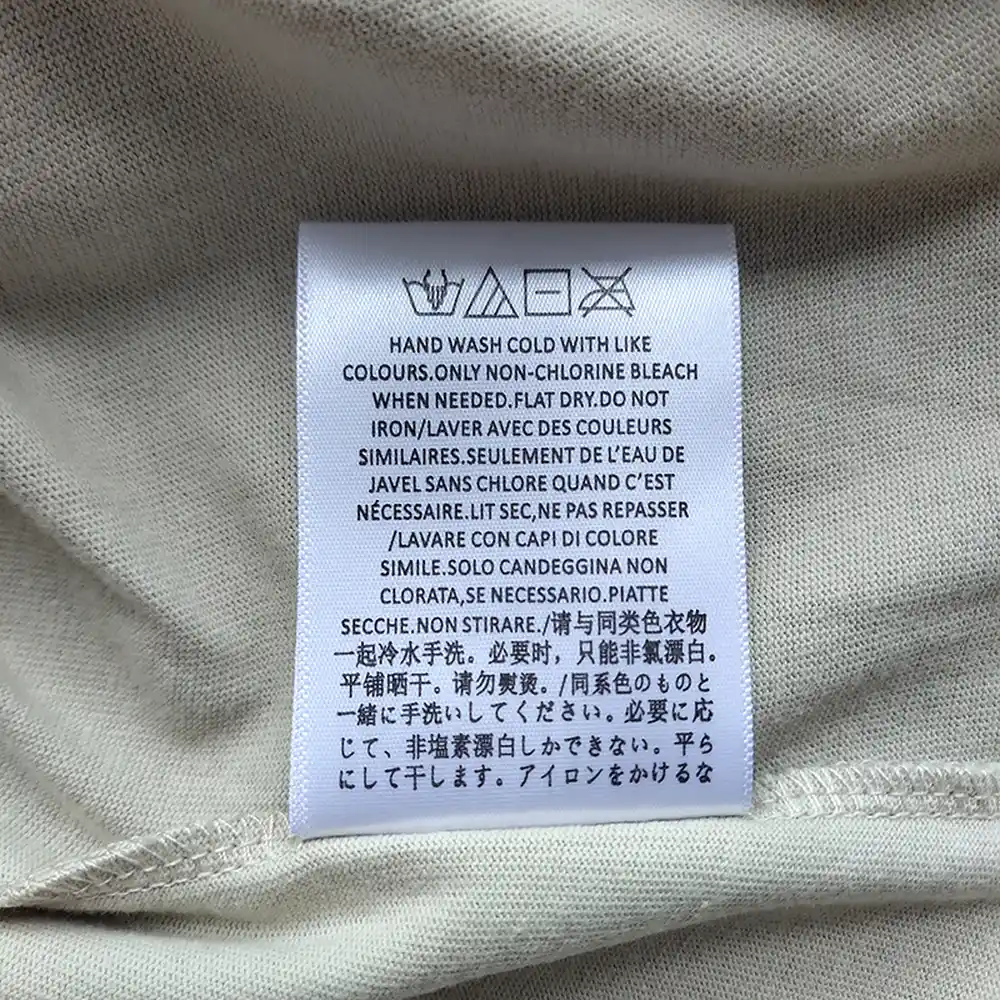 HAND WASH COLD WITH LIKE
COLOURS.ONLY NON-CHLORINE BLEACH
WHEN NEEDED.FLAT DRY.DO NOT
IRON/LAVER AVEC DES COULEURS
SIMILAIRES.SEULEMENT DE L’EAU DE
JAVEL SANS CHLORE QUAND C’EST
NÉCESSAIRE.LIT SEC,NE PAS REPASSER
/LAVARE CON CAPI DI COLORE
SIMILE.SOLO CANDEGGINA NON
CLORATA,SE NECESSARIO.PIATTE
SECCHE.NON STIRARE./请与同类色衣物
一起冷水手洗。必要时，只能非氯漂白。
平铺晒干。请勿熨烫。/同系色のものと
一緒に手洗いしてください。必要に応
じて、非塩素漂白しかできない。平ら
にして干します。アイロンをかけるな